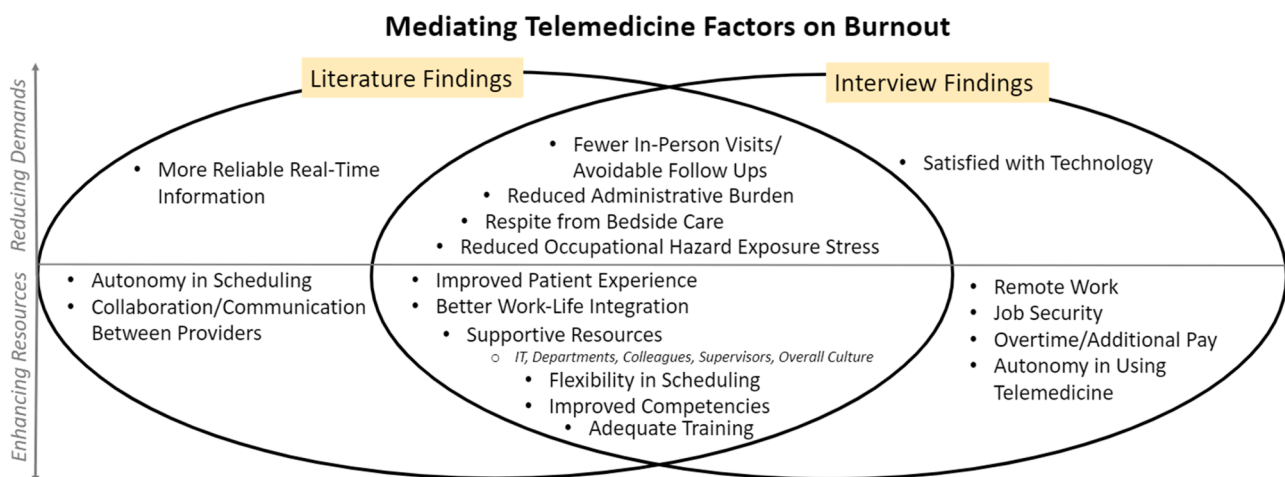 Mediating Telemedicine Factors on Burnout
Literature Findings
Interview Findings
Reducing Demands
Enhancing Resources
• More Reliable Real-Time
Information
• Fewer In-Person Visits/
Avoidable Follow Ups
• Reduced Administrative Burden
• Respite from Bedside Care
• Reduced Occupational Hazard Exposure Stress
• Satisfied with Technology
• Autonomy in Scheduling
• Collaboration/Communication
Between Providers
• Improved Patient Experience
• Better Work-Life Integration
• Supportive Resources
○ IT, Departments, Colleagues, Supervisors, Overall Culture
• Flexibility in Scheduling
• Improved Competencies
• Adequate Training
• Remote Work
• Job Security
• Overtime/Additional Pay
• Autonomy in Using
Telemedicine